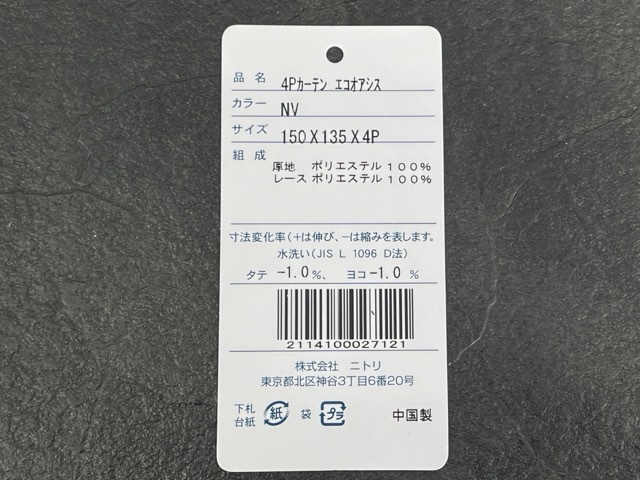 品 名 4Pカーテン エコオアシス
カラー NV
サイズ 150X135X4P
組 成
厚地 ポリエステル100%
レース ポリエステル100%
寸法変化率(+は伸び、-は縮みを表します。
水洗い(JIS L 1096 D法)
タテ -1.0%、 ヨコ -1.0 %
2114100027121
株式会社 ニトリ
東京都北区神谷3丁目6番20号
下札 台紙 紙 袋 プラ 中国製